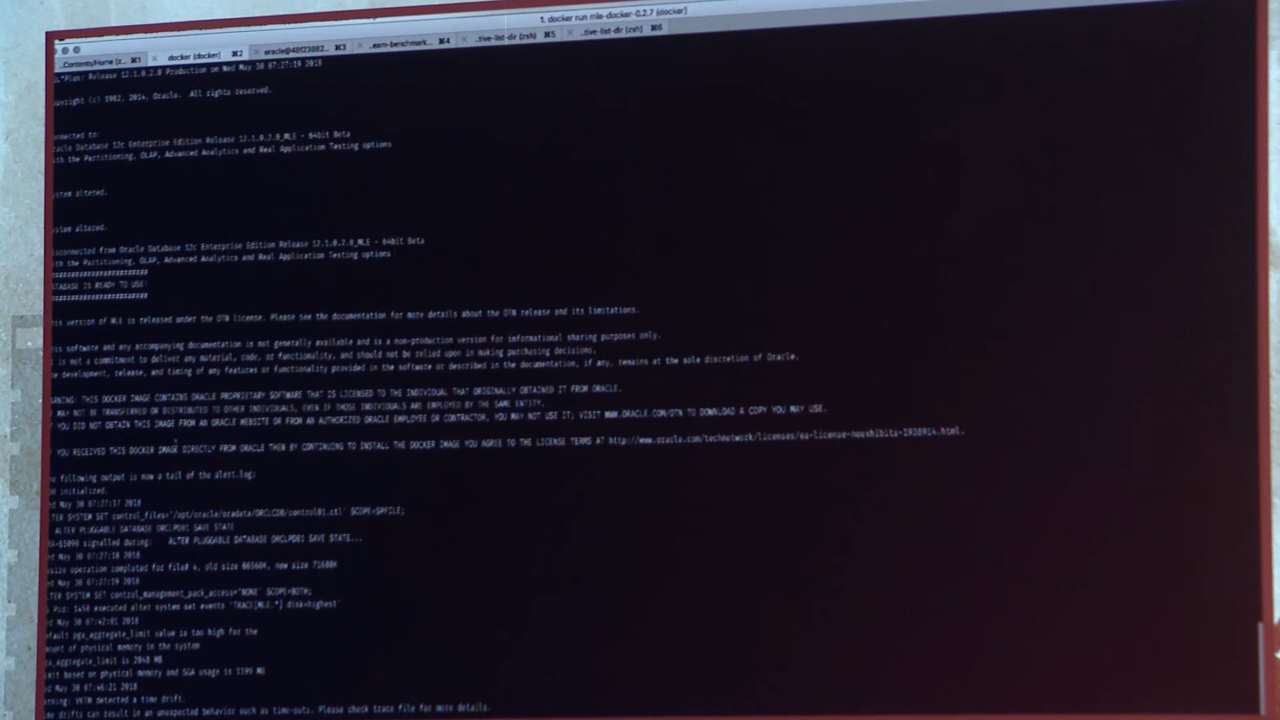 1. docker run mle-docker-0.2.7 (docker)
..Contents/Home (z... ⌘1 × docker (docker) ⌘2 × oracle@48f23082... ⌘3 × ..eam-benchmark... ⌘4 × ..tive-list-dir (zsh) ⌘5 × ..tive-list-dir (zsh) ⌘6
L*Plus: Release 12.1.0.2.0 Production on Wed May 30 07:27:19 2018
opyright (c) 1982, 2014, Oracle. All rights reserved.
nnected to:
racle Database 12c Enterprise Edition Release 12.1.0.2.0_MLE - 64bit Beta
ith the Partitioning, OLAP, Advanced Analytics and Real Application Testing options
ystem altered.
ystem altered.
isconnected from Oracle Database 12c Enterprise Edition Release 12.1.0.2.0_MLE - 64bit Beta
ith the Partitioning, OLAP, Advanced Analytics and Real Application Testing options
#########################
ATABASE IS READY TO USE!
#########################
his version of MLE is released under the OTN license. Please see the documentation for more details about the OTN release and its limitations.
his software and any accompanying documentation is not generally available and is a non-production version for informational sharing purposes only.
t is not a commitment to deliver any material, code, or functionality, and should not be relied upon in making purchasing decisions.
he development, release, and timing of any features or functionality provided in the software or described in the documentation, if any, remains at the sole discretion of Oracle.
ARNING: THIS DOCKER IMAGE CONTAINS ORACLE PROPRIETARY SOFTWARE THAT IS LICENSED TO THE INDIVIDUAL THAT ORIGINALLY OBTAINED IT FROM ORACLE.
MAY NOT BE TRANSFERRED OR DISTRIBUTED TO OTHER INDIVIDUALS, EVEN IF THOSE INDIVIDUALS ARE EMPLOYED BY THE SAME ENTITY.
YOU DID NOT OBTAIN THIS IMAGE FROM AN ORACLE WEBSITE OR FROM AN AUTHORIZED ORACLE EMPLOYEE OR CONTRACTOR, YOU MAY NOT USE IT; VISIT WWW.ORACLE.COM/OTN TO DOWNLOAD A COPY YOU MAY USE.
YOU RECEIVED THIS DOCKER IMAGE DIRECTLY FROM ORACLE THEN BY CONTINUING TO INSTALL THE DOCKER IMAGE YOU AGREE TO THE LICENSE TERMS AT http://www.oracle.com/technetwork/licenses/ea-license-noexhibits-1938914.html.
he following output is now a tail of the alert.log:
initialized.
ed May 30 07:27:17 2018
TER SYSTEM SET control_files='/opt/oracle/oradata/ORCLCDB/control01.ctl' SCOPE=SPFILE;
ALTER PLUGGABLE DATABASE ORCLPDB1 SAVE STATE
RA-65093 signalled during: ALTER PLUGGABLE DATABASE ORCLPDB1 SAVE STATE...
ed May 30 07:27:18 2018
esize operation completed for file# 4, old size 66560K, new size 71680K
ed May 30 07:27:19 2018
LTER SYSTEM SET control_management_pack_access='NONE' SCOPE=BOTH;
Pid: 1450 executed alter system set events 'TRACE[MLE.*] disk=highest'
ed May 30 07:42:01 2018
efault pga_aggregate_limit value is too high for the
mount of physical memory in the system
ga_aggregate_limit is 2048 MB
imit based on physical memory and SGA usage is 1199 MB
ed May 30 07:46:21 2018
arning: VKTM detected a time drift.
me drifts can result in an unexpected behavior such as time-outs. Please check trace file for more details.